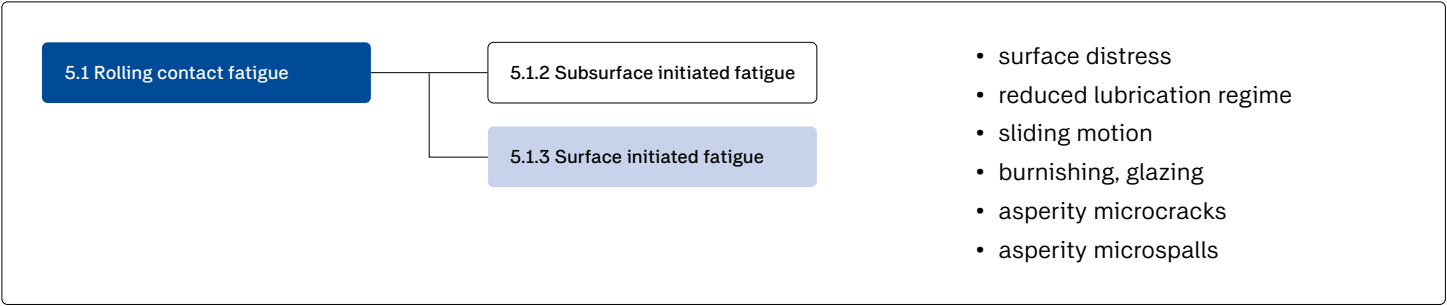 5.1 Rolling contact fatigue
5.1.2 Subsurface initiated fatigue
5.1.3 Surface initiated fatigue
• surface distress
• reduced lubrication regime
• sliding motion
• burnishing, glazing
• asperity microcracks
• asperity microspalls